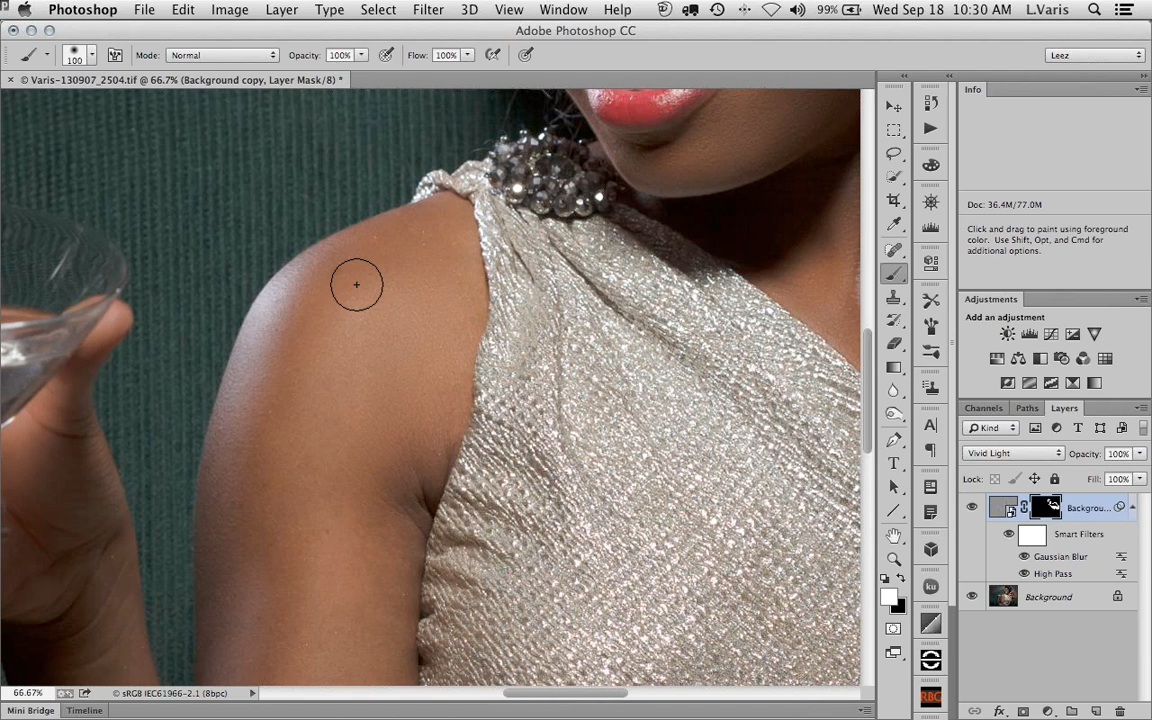 Photoshop File Edit Image Layer Type Select Filter 3D View Window Help 99% Wed Sep 18 10:30 AM L.Varis
Adobe Photoshop CC
100 Mode: Normal Opacity: 100% Flow: 100% Leez
× © Varis-130907_2504.tif @ 66.7% (Background copy, Layer Mask/8) *
Info
Doc: 36.4M/77.0M
Click and drag to paint using foreground
color. Use Shift, Opt, and Cmd for
additional options.
Adjustments
Add an adjustment
Channels Paths Layers
Kind
Vivid Light Opacity: 100%
Lock: Fill: 100%
Backgrou...
Smart Filters
Gaussian Blur
High Pass
Background
A
T
ku
RBG
fx
66.67% © sRGB IEC61966-2.1 (8bpc)
Mini Bridge Timeline